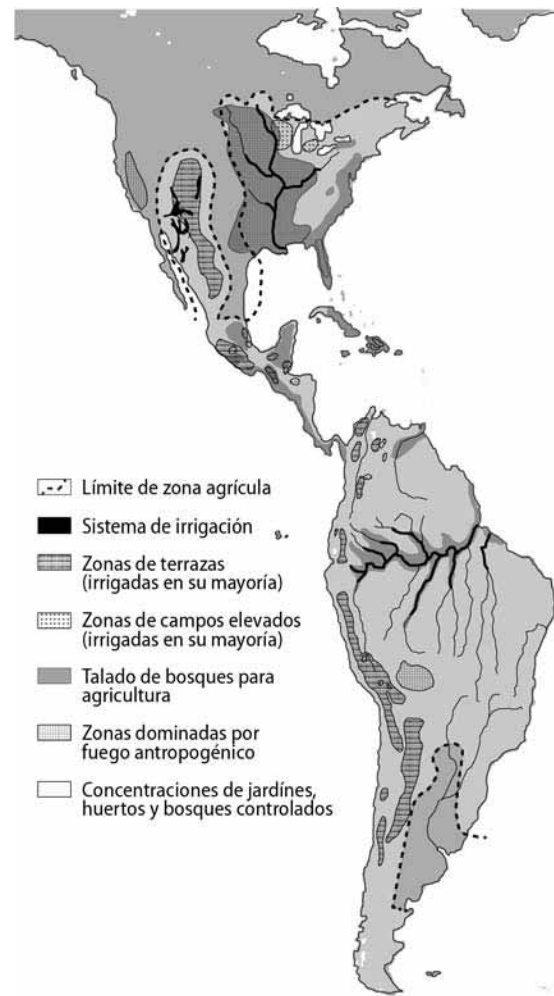 Límite de zona agrícula
Sistema de irrigación
Zonas de terrazas
(irrigadas en su mayoría)
Zonas de campos elevados
(irrigadas en su mayoría)
Talado de bosques para
agricultura
Zonas dominadas por
fuego antropogénico
Concentraciones de jardínes,
huertos y bosques controlados